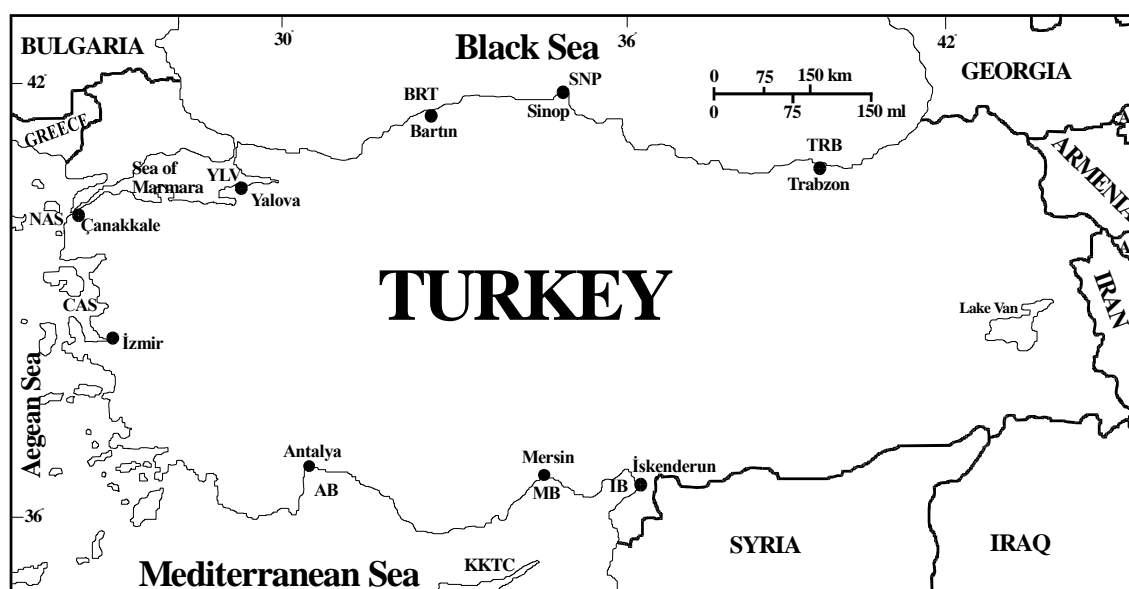 30°
36°
42°
BULGARIA
Black Sea
GEORGIA
42°
SNP
0 75 150 km
BRT
Sinop
0 75 150 ml
Bartın
GREECE
A
TRB
ARMENIA
Sea of
Marmara
YLV
Trabzon
Yalova
NAS
Çanakkale
A
TURKEY
IRAN
CAS
Lake Van
İzmir
Aegean Sea
Antalya
Mersin
İskenderun
AB
MB
IB
36°
SYRIA
IRAQ
KKTC
Mediterranean Sea